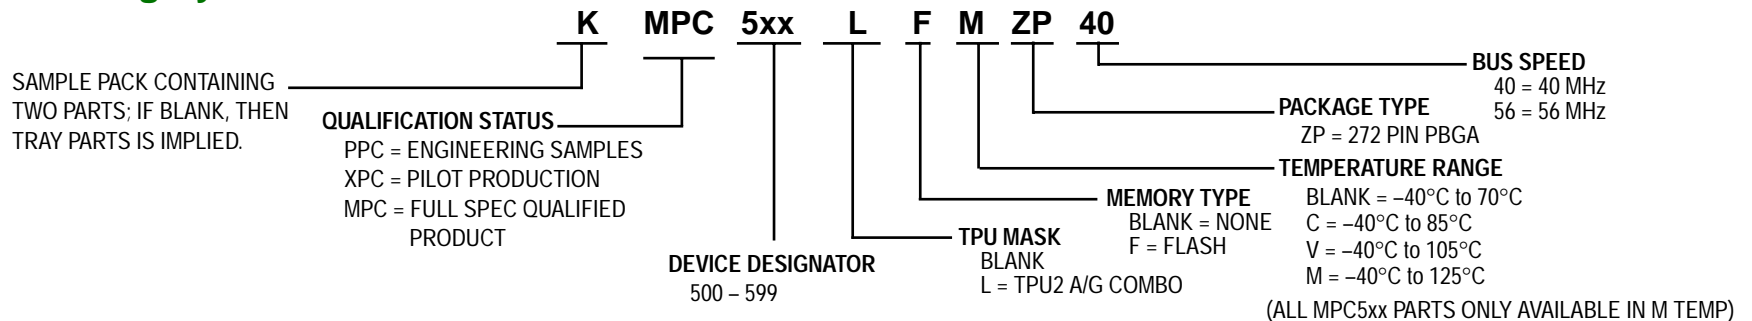 K MPC 5xx L F M ZP 40
SAMPLE PACK CONTAINING
TWO PARTS; IF BLANK, THEN
TRAY PARTS IS IMPLIED.
QUALIFICATION STATUS
PPC = ENGINEERING SAMPLES
XPC = PILOT PRODUCTION
MPC = FULL SPEC QUALIFIED
PRODUCT
DEVICE DESIGNATOR
500 – 599
TPU MASK
BLANK
L = TPU2 A/G COMBO
MEMORY TYPE
BLANK = NONE
F = FLASH
TEMPERATURE RANGE
BLANK = –40°C to 70°C
C = –40°C to 85°C
V = –40°C to 105°C
M = –40°C to 125°C
(ALL MPC5xx PARTS ONLY AVAILABLE IN M TEMP)
PACKAGE TYPE
ZP = 272 PIN PBGA
BUS SPEED
40 = 40 MHz
56 = 56 MHz